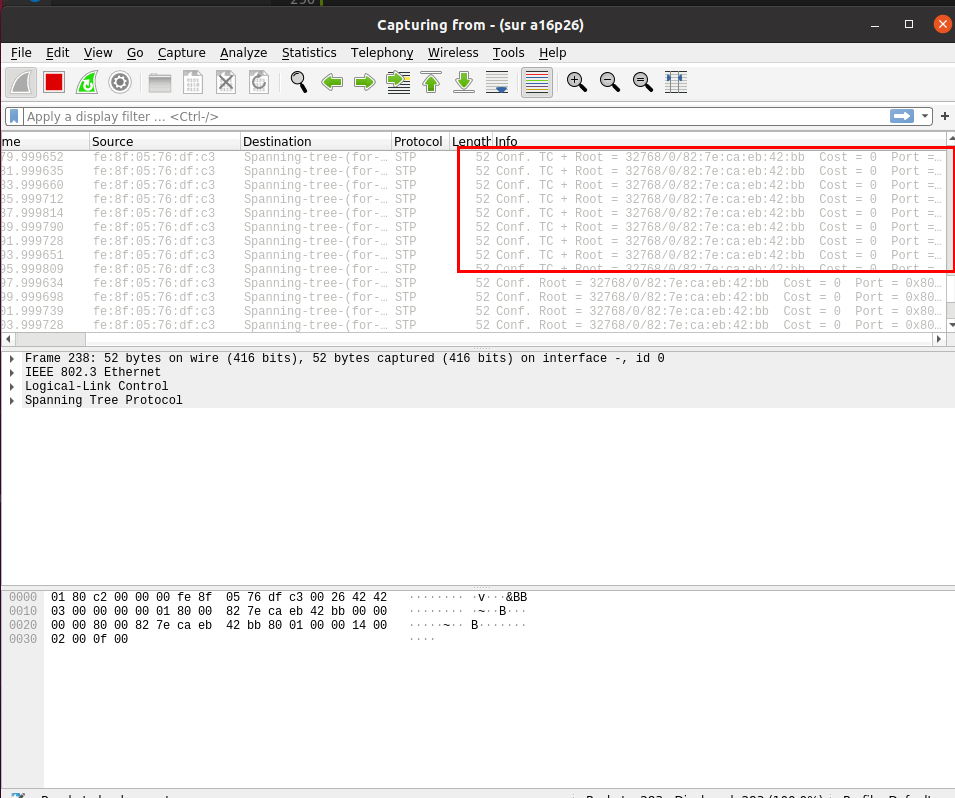 Capturing from - (sur a16p26)
File Edit View Go Capture Analyze Statistics Telephony Wireless Tools Help
Apply a display filter ... <Ctrl-/>
me Source Destination Protocol Length Info
79.999652 fe:8f:05:76:df:c3 Spanning-tree-(for-… STP 52 Conf. TC + Root = 32768/0/82:7e:ca:eb:42:bb Cost = 0 Port =…
81.999635 fe:8f:05:76:df:c3 Spanning-tree-(for-… STP 52 Conf. TC + Root = 32768/0/82:7e:ca:eb:42:bb Cost = 0 Port =…
83.999660 fe:8f:05:76:df:c3 Spanning-tree-(for-… STP 52 Conf. TC + Root = 32768/0/82:7e:ca:eb:42:bb Cost = 0 Port =…
85.999712 fe:8f:05:76:df:c3 Spanning-tree-(for-… STP 52 Conf. TC + Root = 32768/0/82:7e:ca:eb:42:bb Cost = 0 Port =…
87.999814 fe:8f:05:76:df:c3 Spanning-tree-(for-… STP 52 Conf. TC + Root = 32768/0/82:7e:ca:eb:42:bb Cost = 0 Port =…
89.999790 fe:8f:05:76:df:c3 Spanning-tree-(for-… STP 52 Conf. TC + Root = 32768/0/82:7e:ca:eb:42:bb Cost = 0 Port =…
91.999728 fe:8f:05:76:df:c3 Spanning-tree-(for-… STP 52 Conf. TC + Root = 32768/0/82:7e:ca:eb:42:bb Cost = 0 Port =…
93.999651 fe:8f:05:76:df:c3 Spanning-tree-(for-… STP 52 Conf. TC + Root = 32768/0/82:7e:ca:eb:42:bb Cost = 0 Port =…
95.999809 fe:8f:05:76:df:c3 Spanning-tree-(for-… STP 52 Conf. TC + Root = 32768/0/82:7e:ca:eb:42:bb Cost = 0 Port =…
97.999634 fe:8f:05:76:df:c3 Spanning-tree-(for-… STP 52 Conf. Root = 32768/0/82:7e:ca:eb:42:bb Cost = 0 Port = 0x80…
99.999698 fe:8f:05:76:df:c3 Spanning-tree-(for-… STP 52 Conf. Root = 32768/0/82:7e:ca:eb:42:bb Cost = 0 Port = 0x80…
01.999739 fe:8f:05:76:df:c3 Spanning-tree-(for-… STP 52 Conf. Root = 32768/0/82:7e:ca:eb:42:bb Cost = 0 Port = 0x80…
03.999728 fe:8f:05:76:df:c3 Spanning-tree-(for-… STP 52 Conf. Root = 32768/0/82:7e:ca:eb:42:bb Cost = 0 Port = 0x80…
Frame 238: 52 bytes on wire (416 bits), 52 bytes captured (416 bits) on interface -, id 0
IEEE 802.3 Ethernet
Logical-Link Control
Spanning Tree Protocol
0000 01 80 c2 00 00 00 fe 8f 05 76 df c3 00 26 42 42 ········ ·v···&BB
0010 03 00 00 00 00 01 80 00 82 7e ca eb 42 bb 00 00 ········ ·~··B···
0020 00 00 80 00 82 7e ca eb 42 bb 80 01 00 00 14 00 ·····~·· B·······
0030 02 00 0f 00 ····